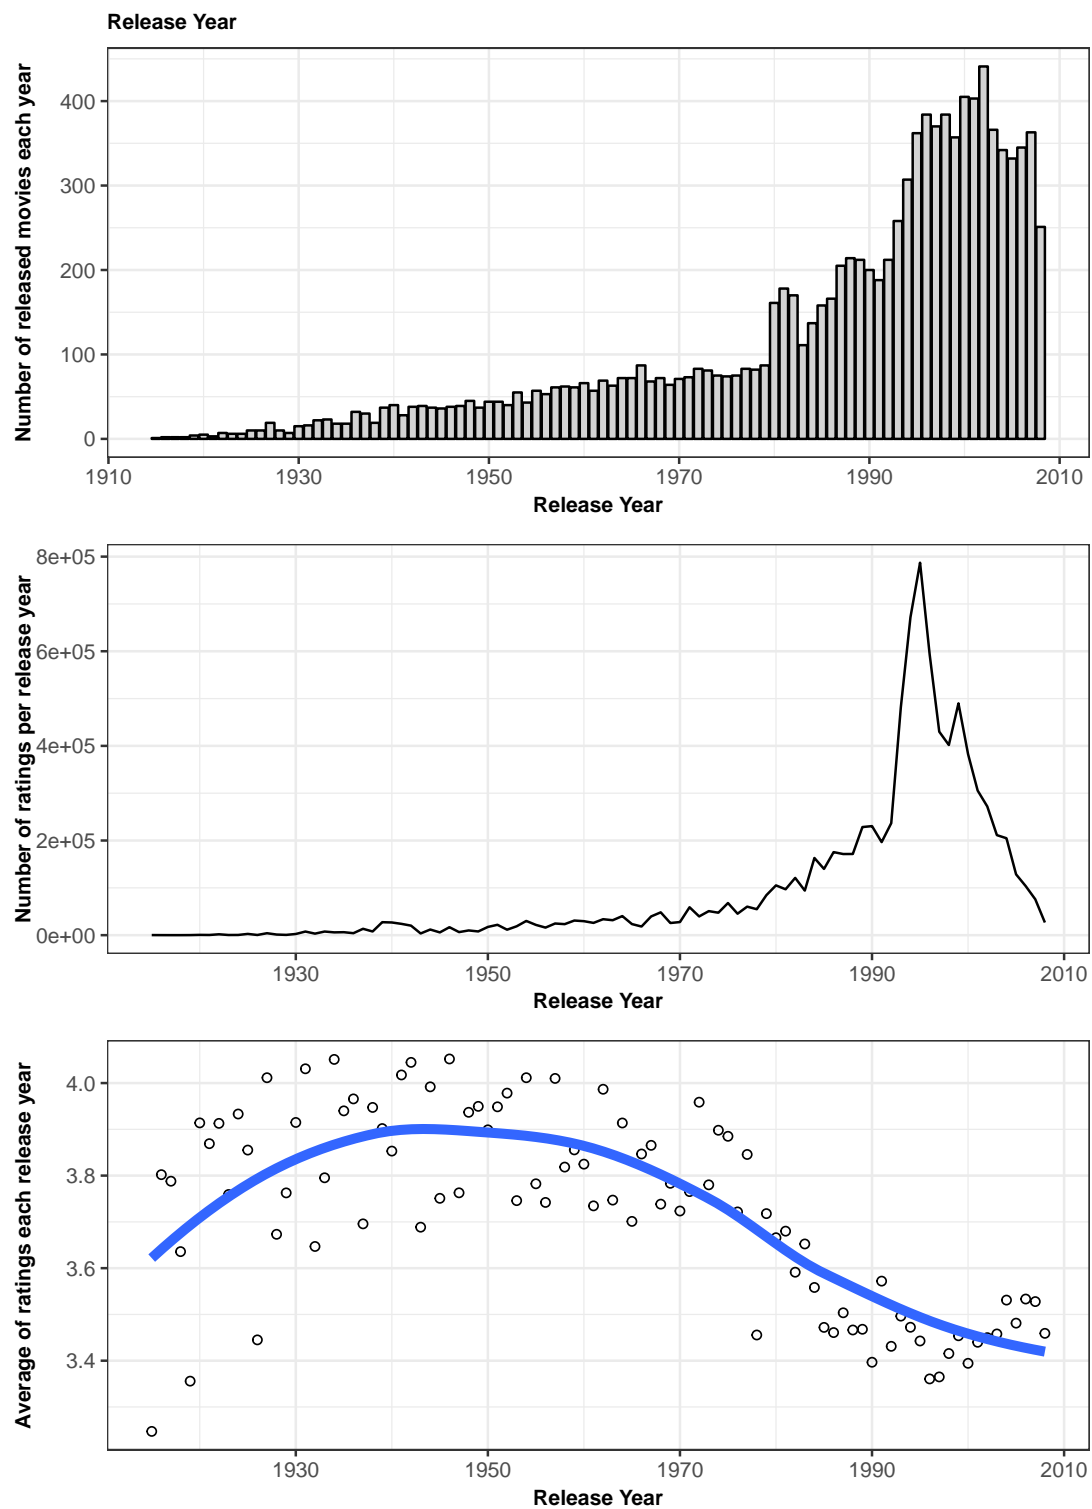 Release Year
Number of released movies each year
400
300
200
100
0
1910 1930 1950 1970 1990 2010
Release Year
Number of ratings per release year
8e+05
6e+05
4e+05
2e+05
0e+00
1930 1950 1970 1990 2010
Release Year
Average of ratings each release year
4.0
3.8
3.6
3.4
1930 1950 1970 1990 2010
Release Year